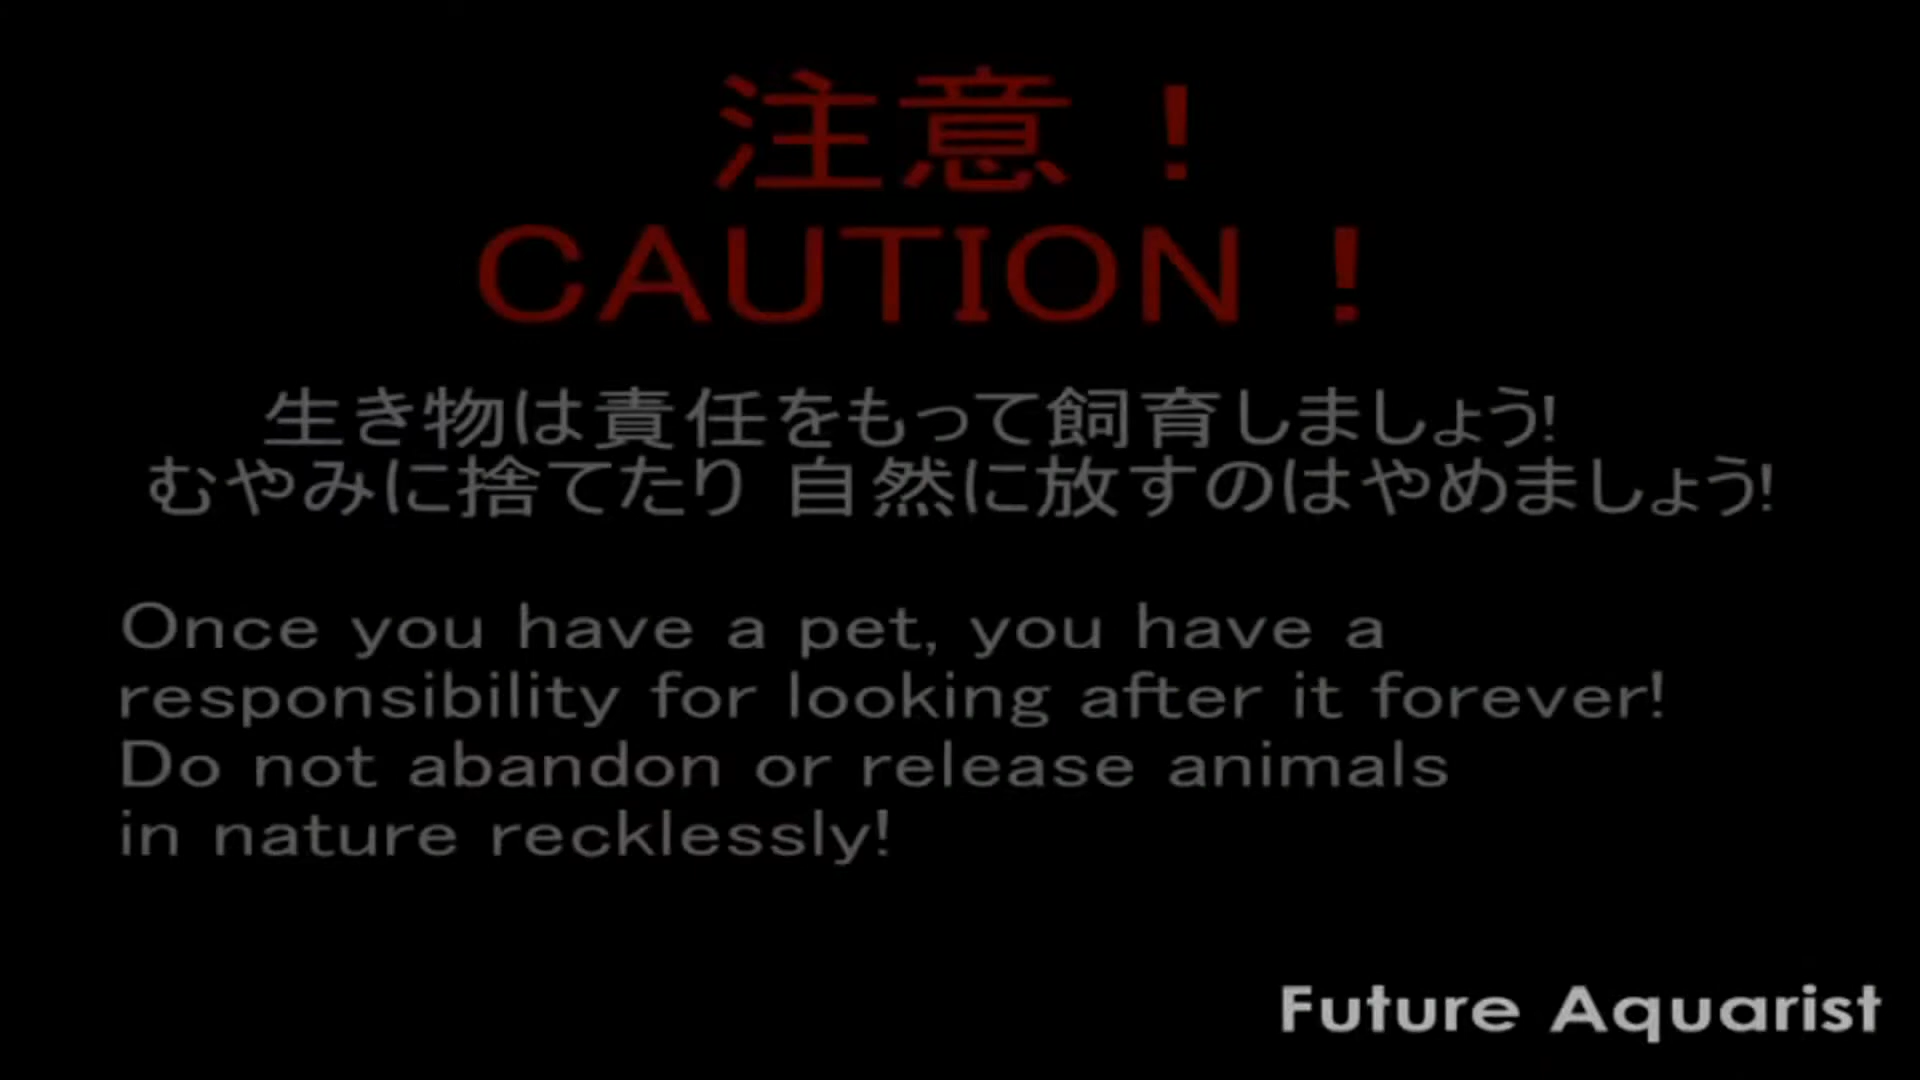 注意！
CAUTION！
生き物は責任をもって飼育しましょう!
むやみに捨てたり 自然に放すのはやめましょう!
Once you have a pet, you have a
responsibility for looking after it forever!
Do not abandon or release animals
in nature recklessly!
Future Aquarist